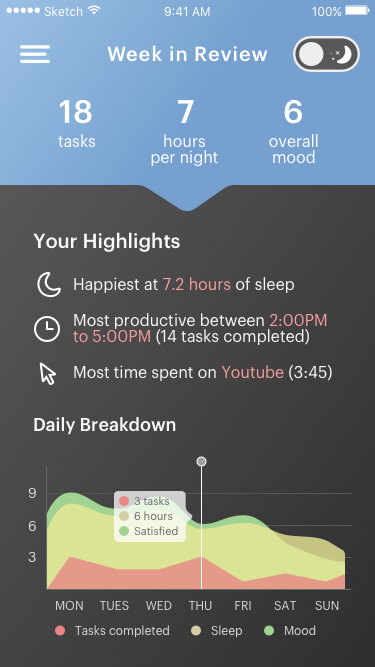 Sketch 9:41 AM 100%
Week in Review
18 7 6
tasks hours overall
per night mood
Your Highlights
Happiest at 7.2 hours of sleep
Most productive between 2:00PM
to 5:00PM (14 tasks completed)
Most time spent on Youtube (3:45)
Daily Breakdown
3 tasks
6 hours
Satisfied
9
6
3
MON TUES WED THU FRI SAT SUN
Tasks completed Sleep Mood